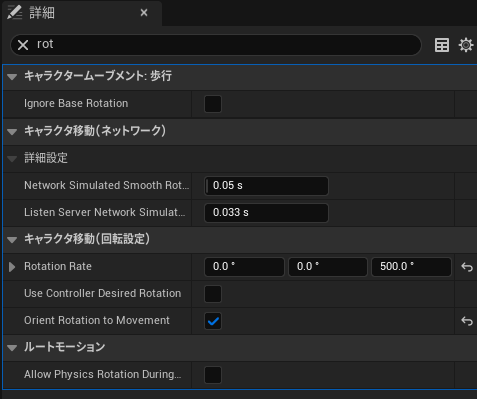 詳細
rot
キャラクタームーブメント: 歩行
Ignore Base Rotation
キャラクタ移動（ネットワーク）
詳細設定
Network Simulated Smooth Rot... 0.05 s
Listen Server Network Simulat... 0.033 s
キャラクタ移動（回転設定）
Rotation Rate 0.0 ° 0.0 ° 500.0 °
Use Controller Desired Rotation
Orient Rotation to Movement
ルートモーション
Allow Physics Rotation During...